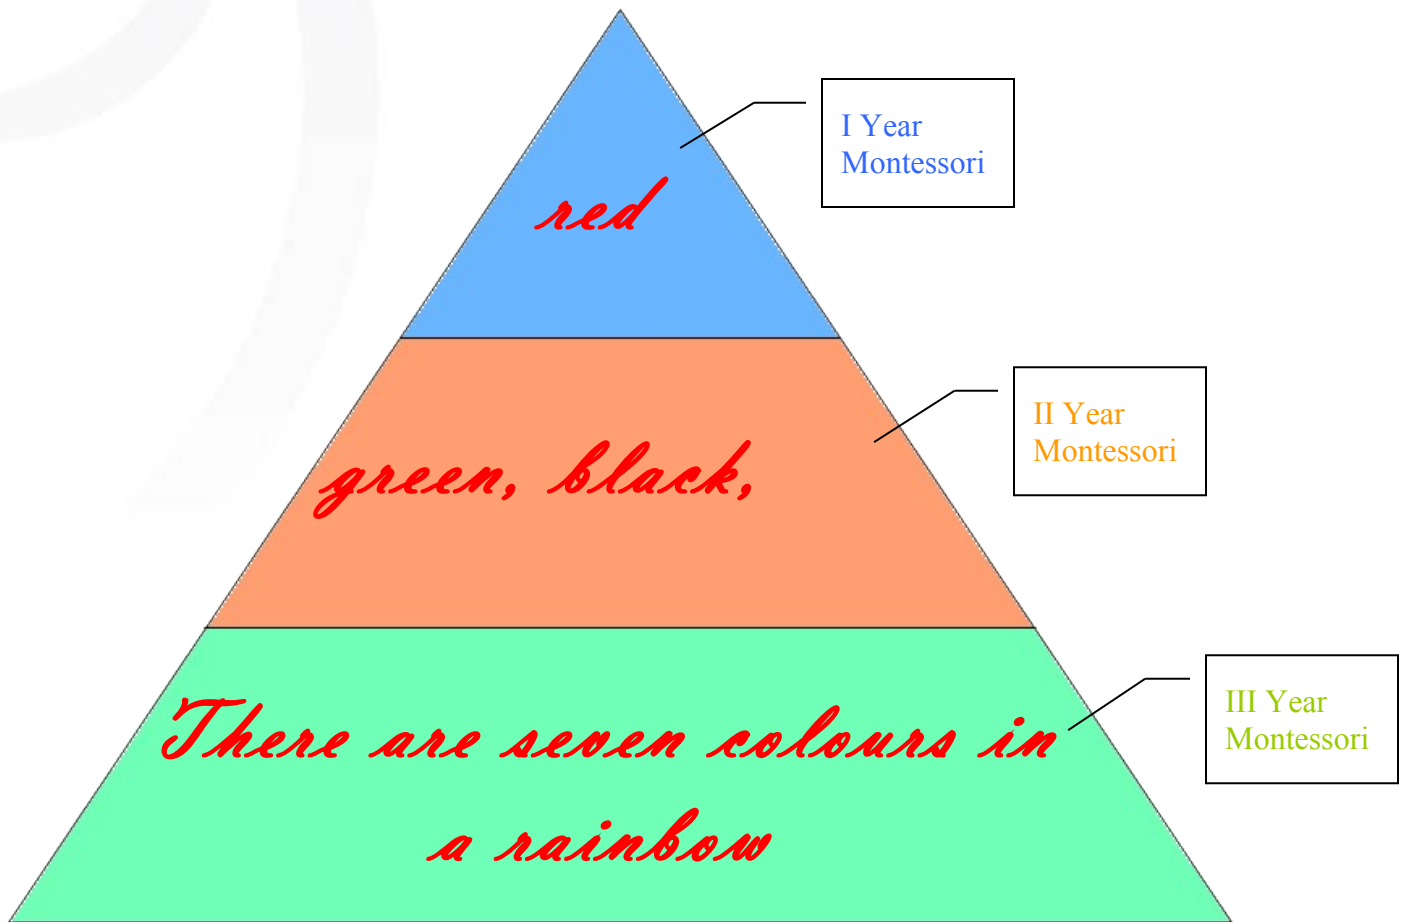 I Year
Montessori
red
II Year
Montessori
green, black,
III Year
Montessori
There are seven colours in
a rainbow